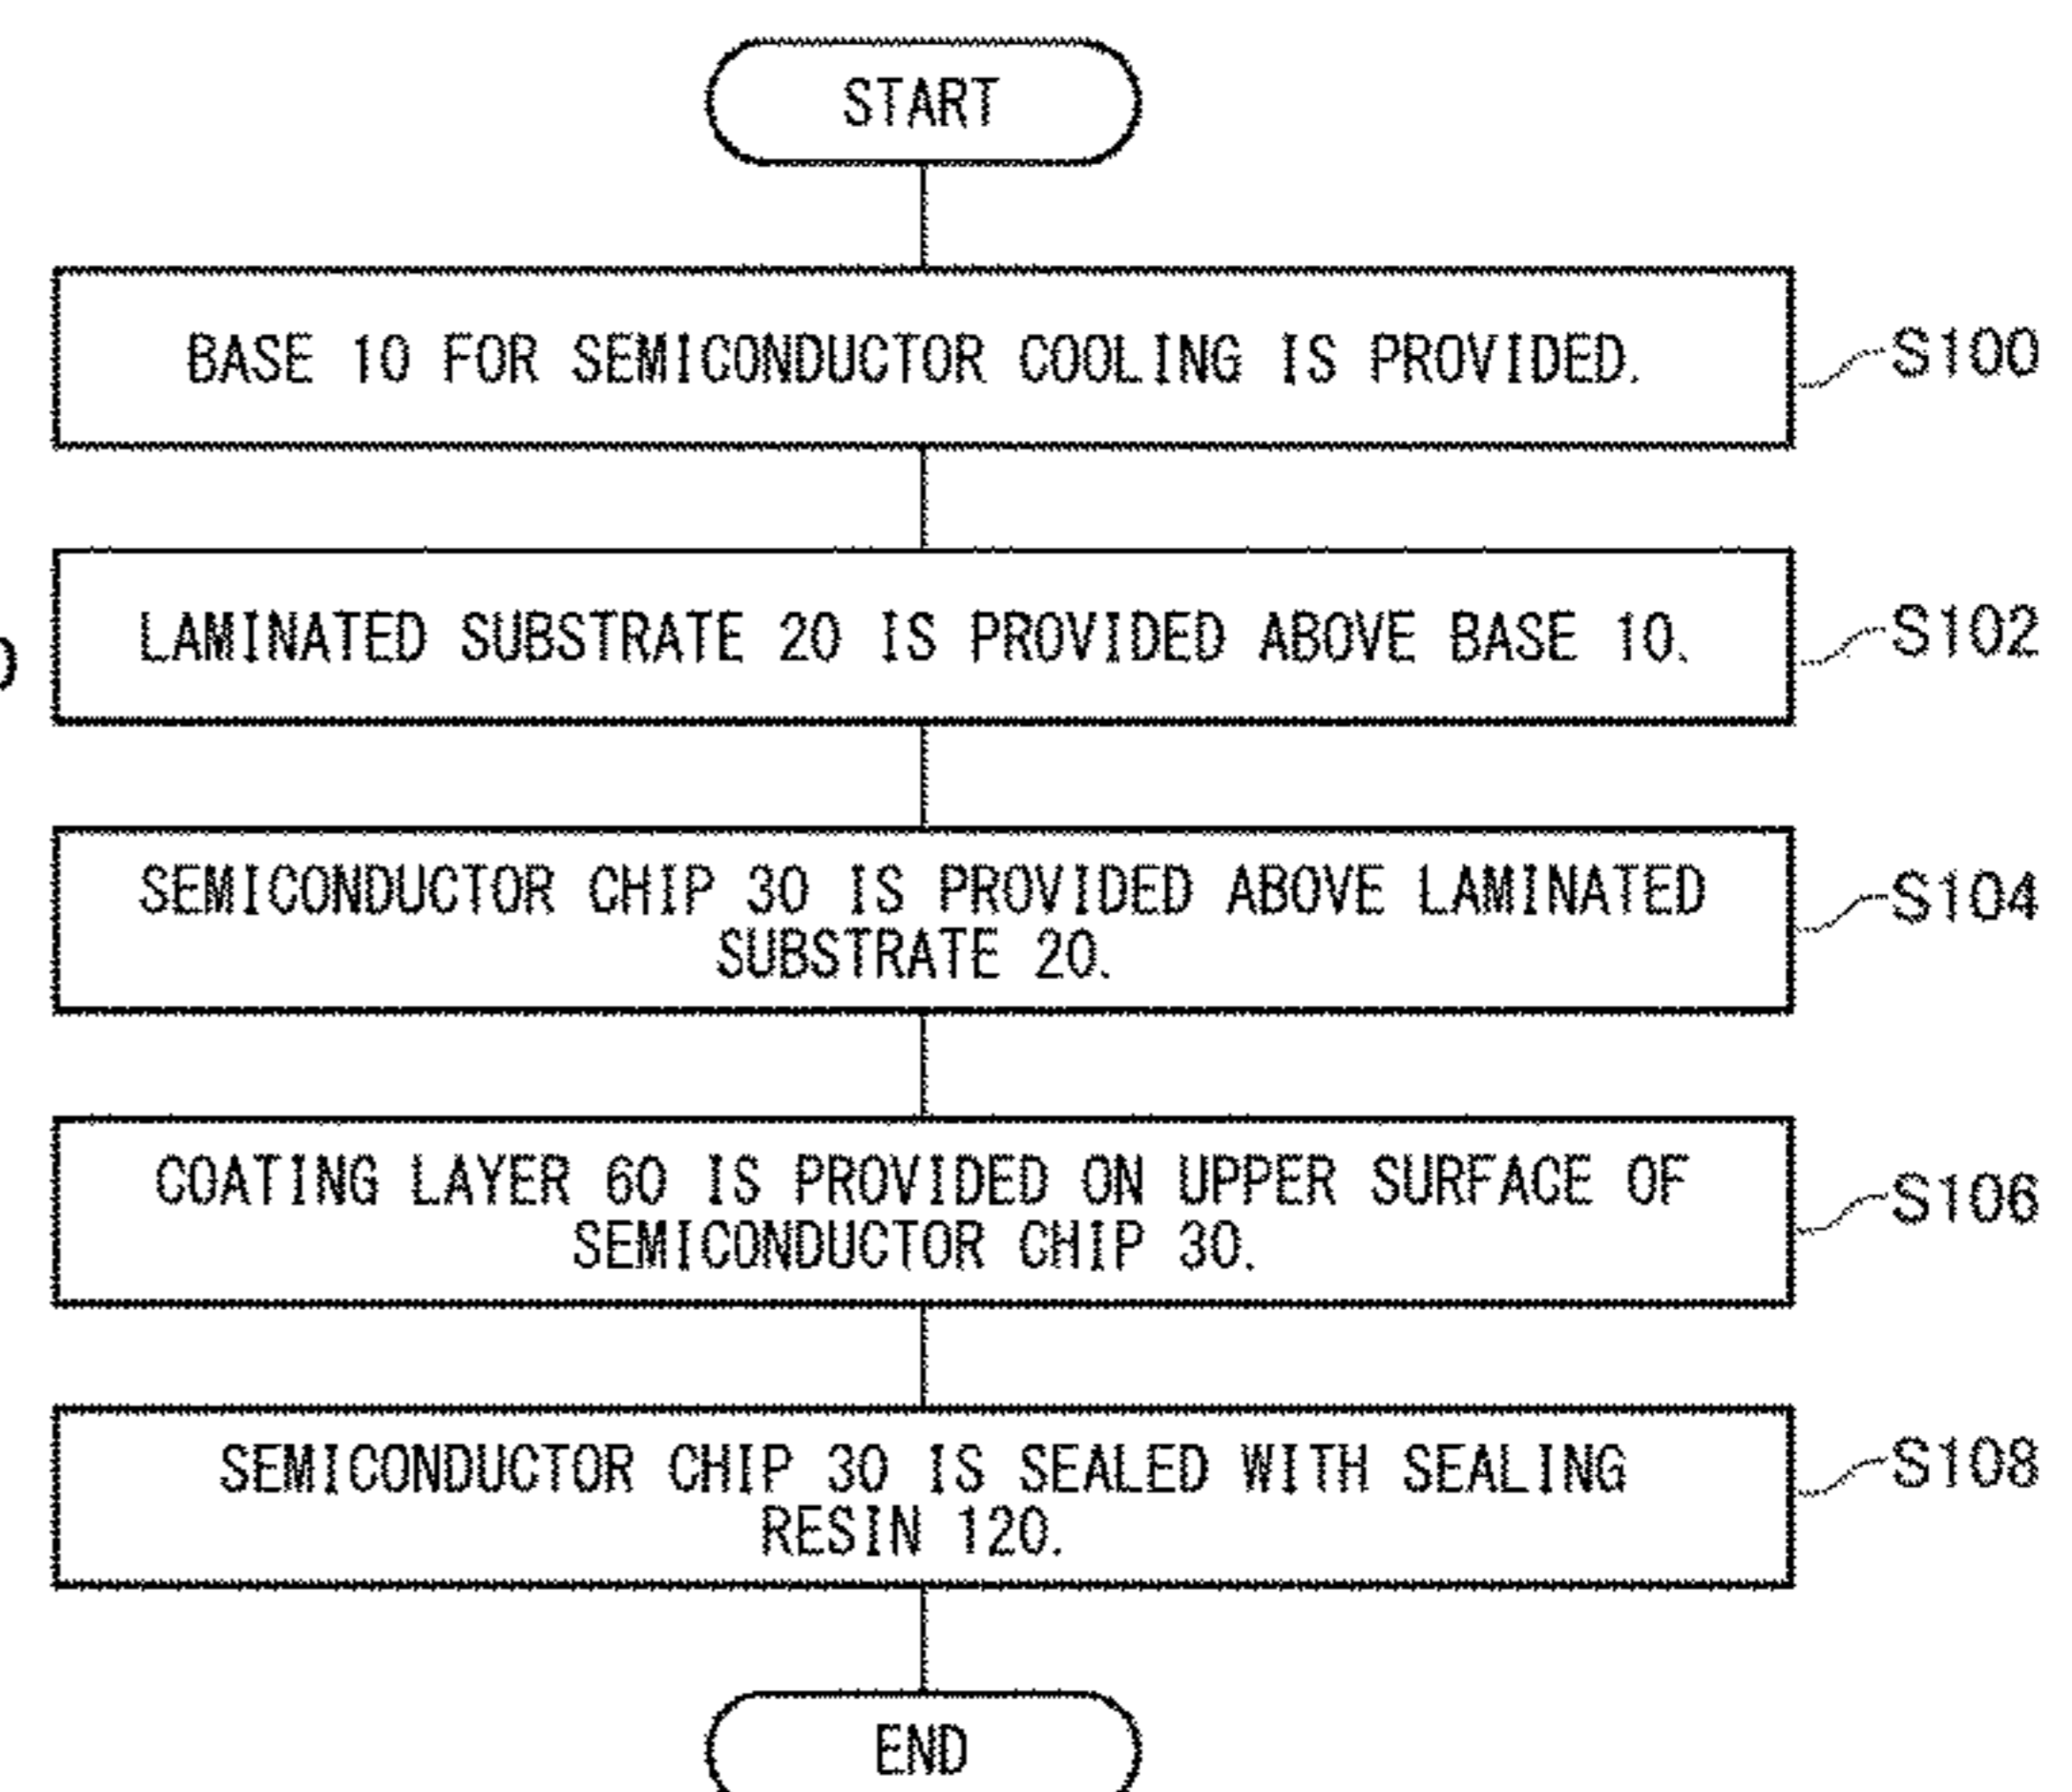 START
BASE 10 FOR SEMICONDUCTOR COOLING IS PROVIDED.
S100
LAMINATED SUBSTRATE 20 IS PROVIDED ABOVE BASE 10.
S102
SEMICONDUCTOR CHIP 30 IS PROVIDED ABOVE LAMINATED
SUBSTRATE 20.
S104
COATING LAYER 60 IS PROVIDED ON UPPER SURFACE OF
SEMICONDUCTOR CHIP 30.
S106
SEMICONDUCTOR CHIP 30 IS SEALED WITH SEALING
RESIN 120.
S108
END